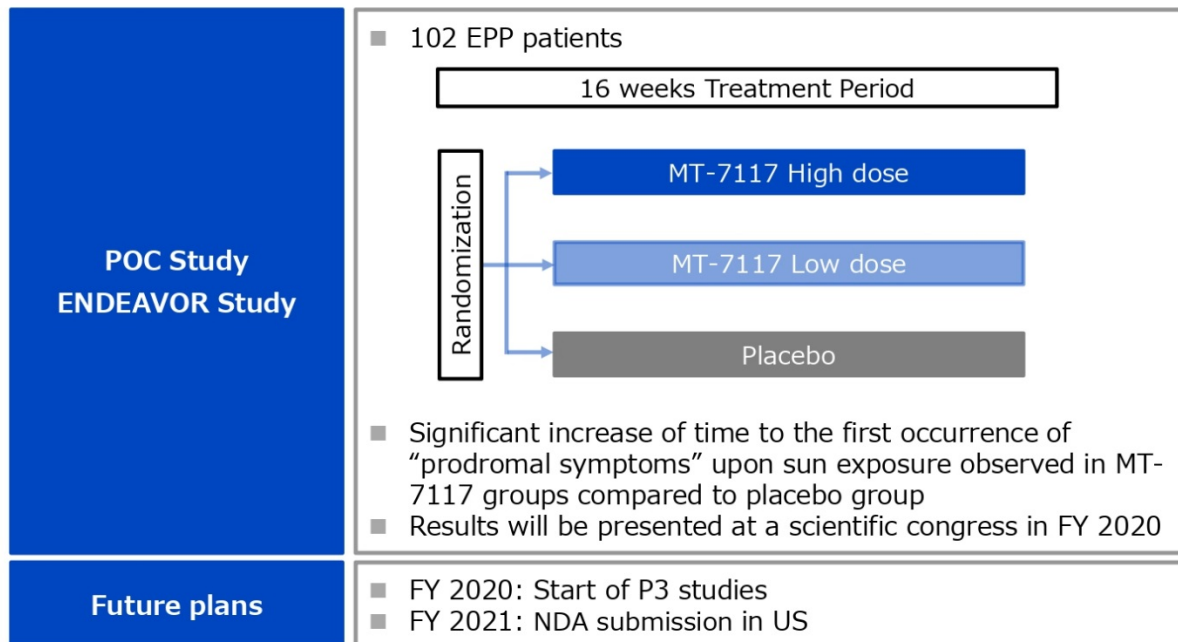 POC Study
ENDEAVOR Study
■ 102 EPP patients
16 weeks Treatment Period
Randomization
MT-7117 High dose
MT-7117 Low dose
Placebo
■ Significant increase of time to the first occurrence of
“prodromal symptoms” upon sun exposure observed in MT-
7117 groups compared to placebo group
■ Results will be presented at a scientific congress in FY 2020
Future plans
■ FY 2020: Start of P3 studies
■ FY 2021: NDA submission in US